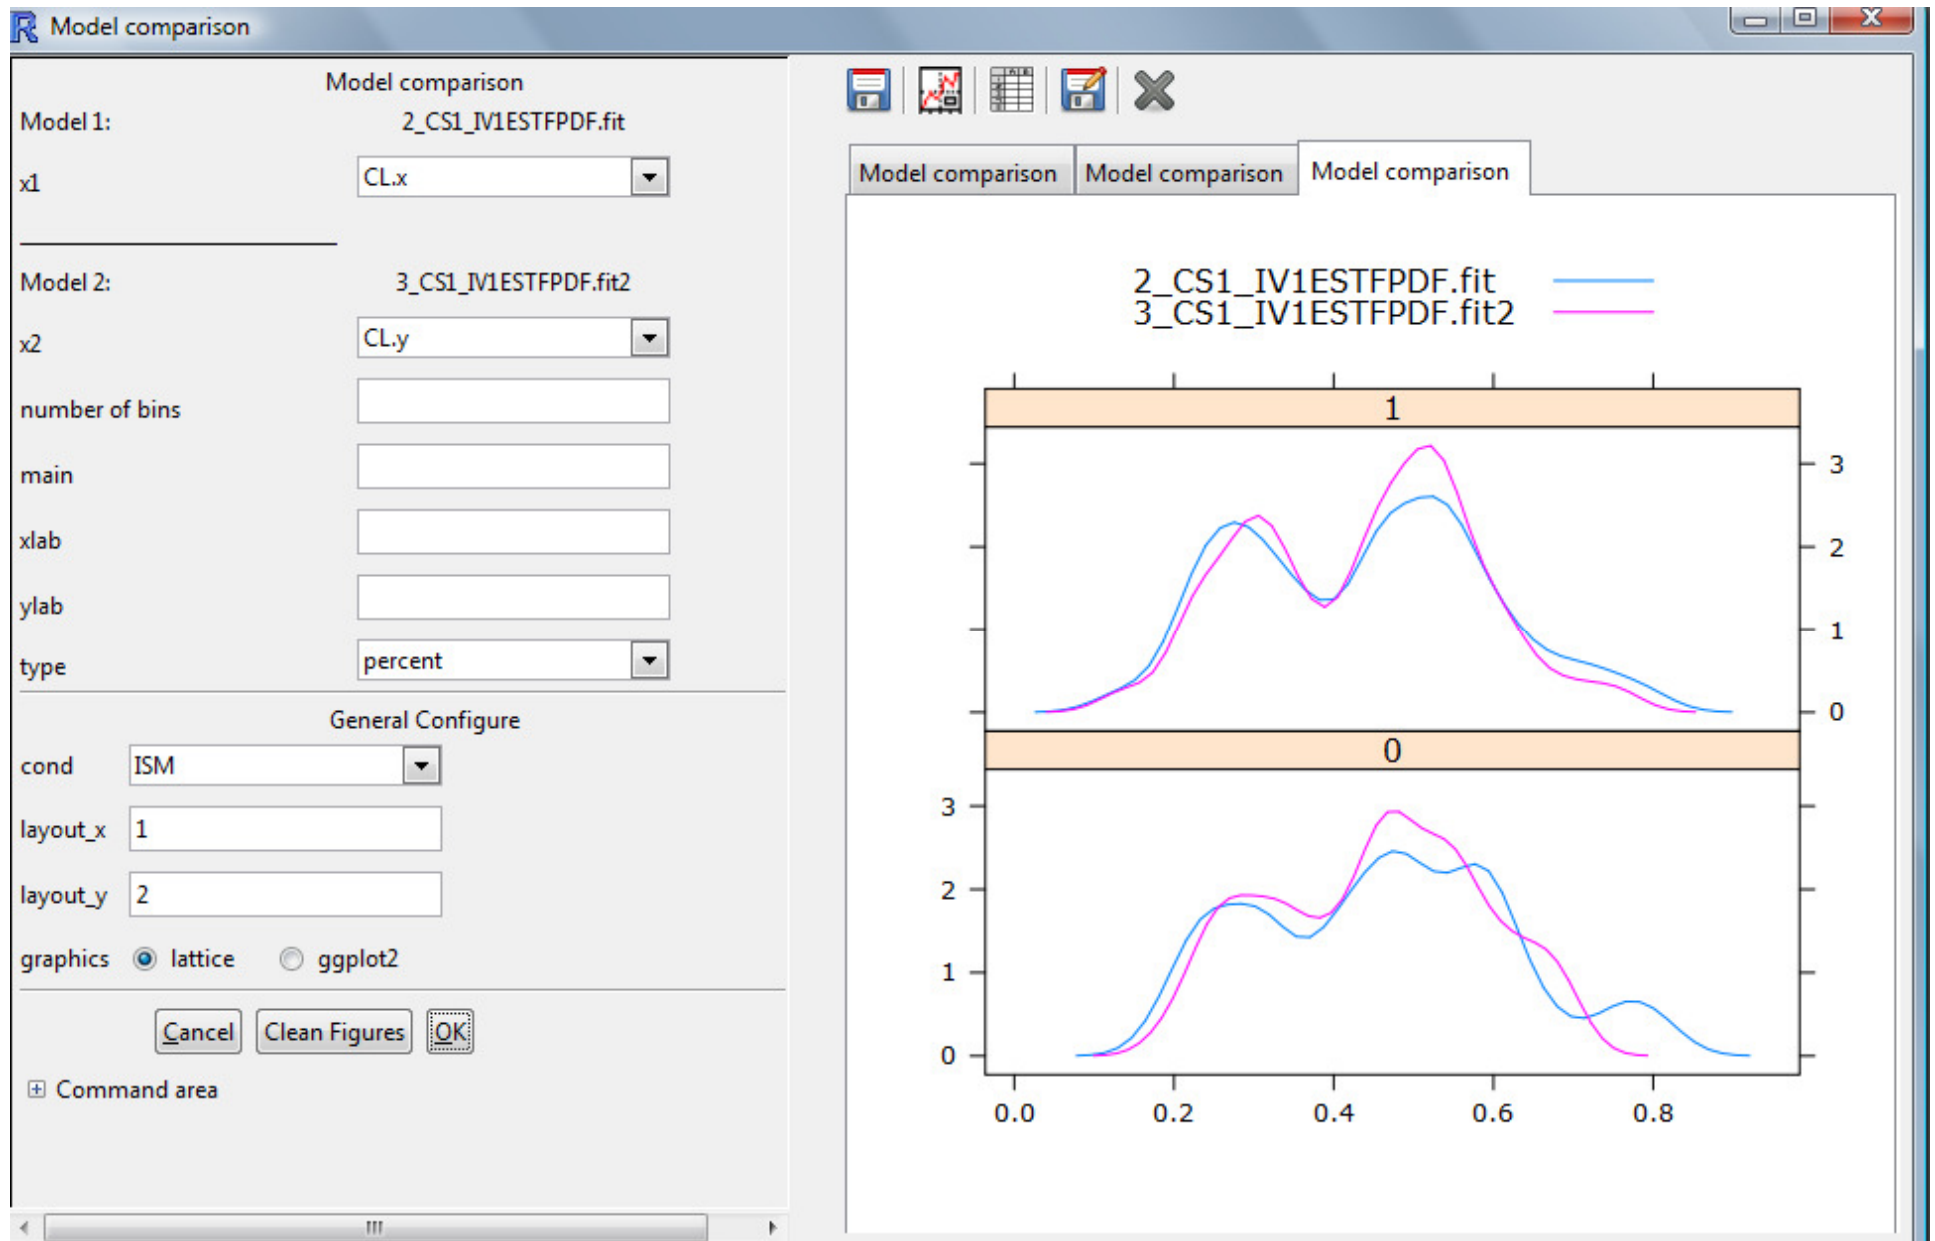 Model comparison
Model comparison
Model 1: 2_CS1_IV1ESTFPDF.fit
x1 CL.x
Model 2: 3_CS1_IV1ESTFPDF.fit2
x2 CL.y
number of bins
main
xlab
ylab
type percent
General Configure
cond ISM
layout_x 1
layout_y 2
graphics lattice ggplot2
Cancel Clean Figures OK
Command area
Model comparison Model comparison Model comparison
2_CS1_IV1ESTFPDF.fit
3_CS1_IV1ESTFPDF.fit2
1
3
2
1
0
0
3
2
1
0
0.0 0.2 0.4 0.6 0.8